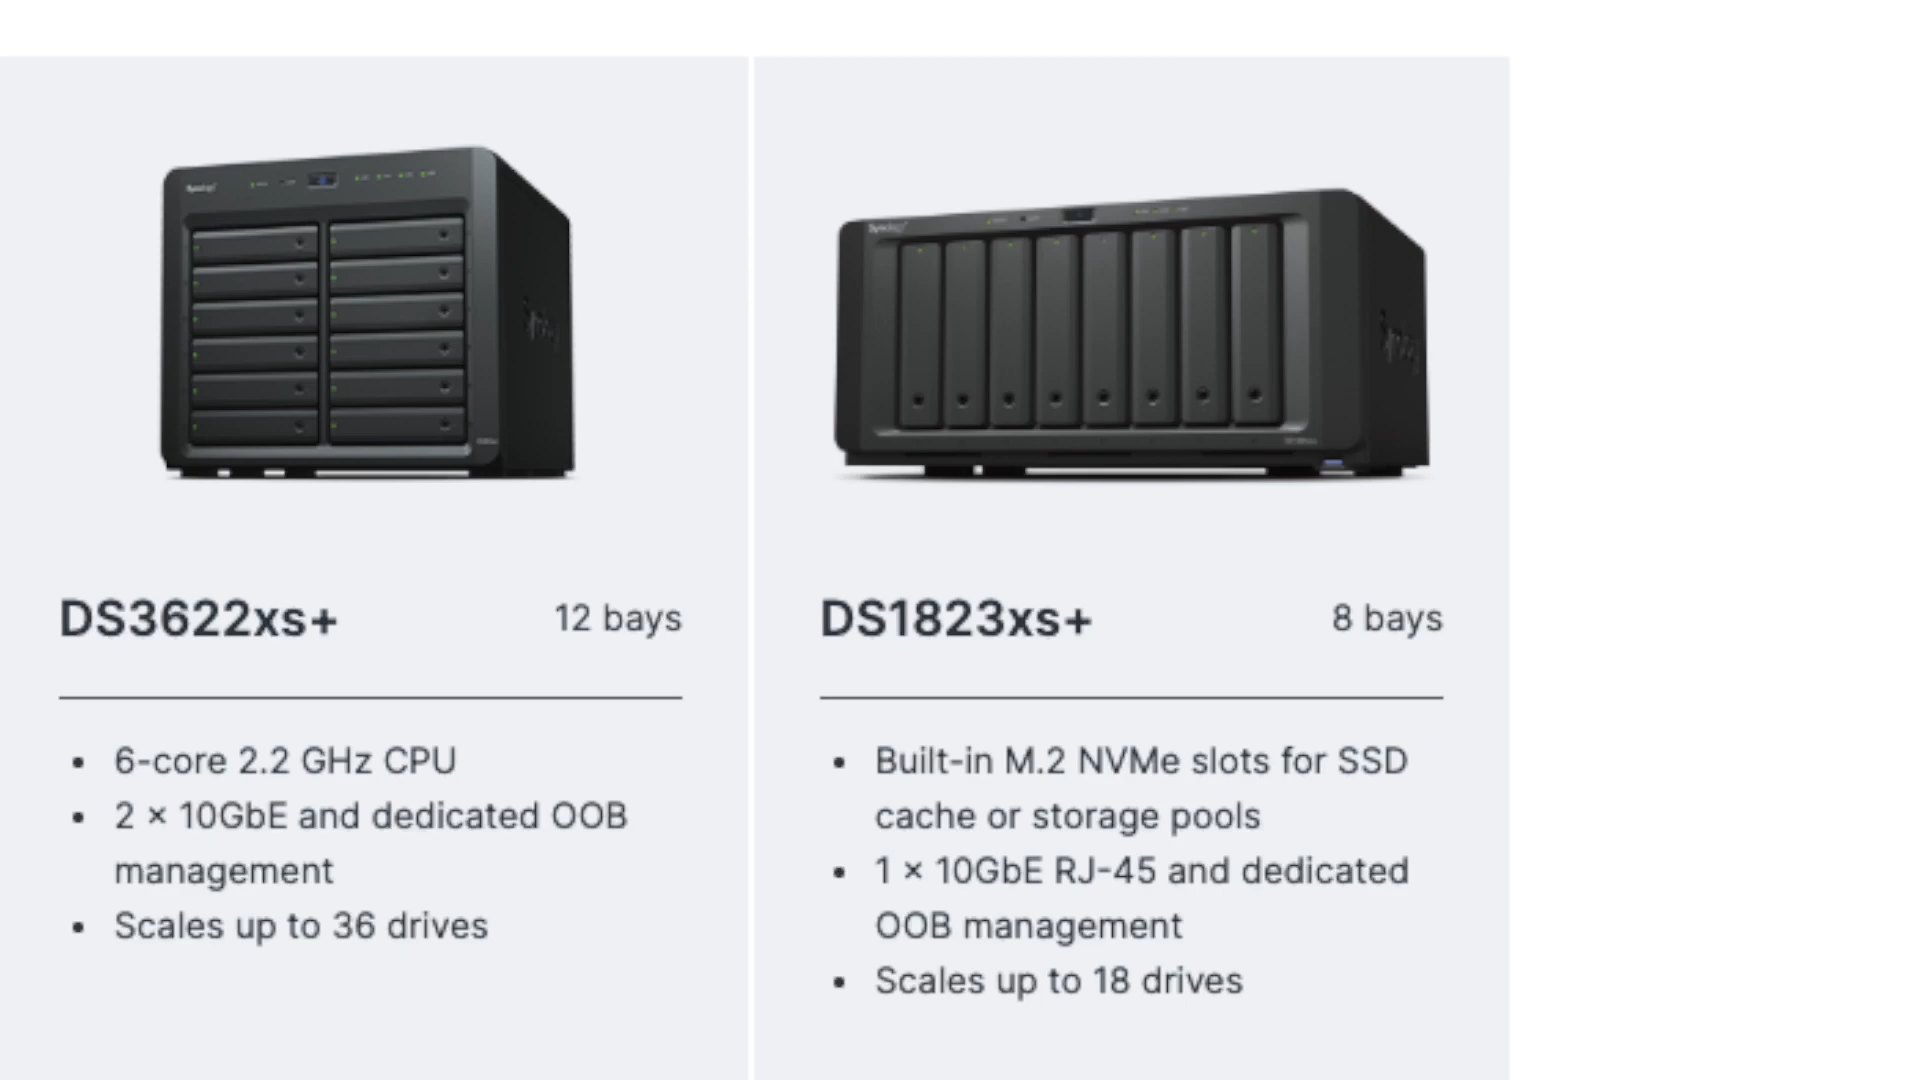 Synology
Synology
DS3622xs+
12 bays
6-core 2.2 GHz CPU
2 × 10GbE and dedicated OOB
management
Scales up to 36 drives
DS1823xs+
8 bays
Built-in M.2 NVMe slots for SSD
cache or storage pools
1 × 10GbE RJ-45 and dedicated
OOB management
Scales up to 18 drives